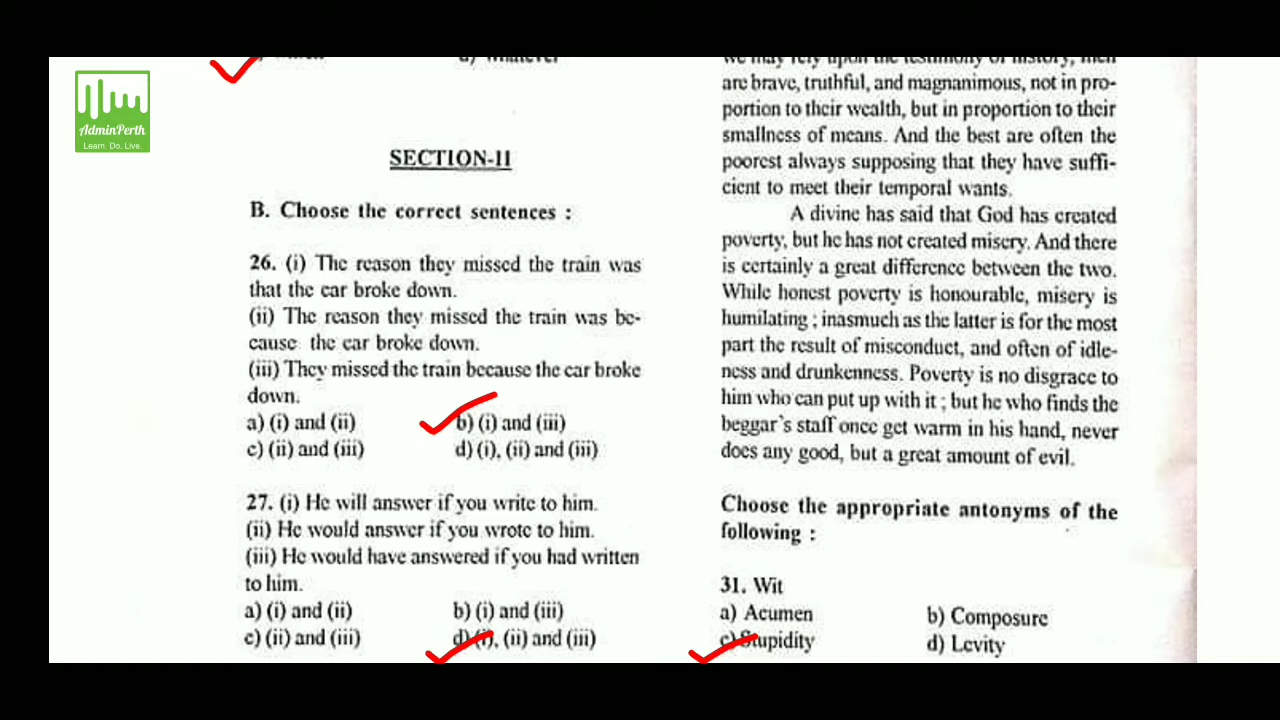 AdminPerth
Learn. Do. Live.
d) Whatever
SECTION-II
B. Choose the correct sentences :
26. (i) The reason they missed the train was
that the car broke down.
(ii) The reason they missed the train was be-
cause the car broke down.
(iii) They missed the train because the car broke
down.
a) (i) and (ii)
b) (i) and (iii)
c) (ii) and (iii)
d) (i), (ii) and (iii)
27. (i) He will answer if you write to him.
(ii) He would answer if you wrote to him.
(iii) He would have answered if you had written
to him.
a) (i) and (ii)
b) (i) and (iii)
c) (ii) and (iii)
d) (i), (ii) and (iii)
we may rely upon the testimony of history, men
are brave, truthful, and magnanimous, not in pro-
portion to their wealth, but in proportion to their
smallness of means. And the best are often the
poorest always supposing that they have suffi-
cient to meet their temporal wants.
A divine has said that God has created
poverty, but he has not created misery. And there
is certainly a great difference between the two.
While honest poverty is honourable, misery is
humilating ; inasmuch as the latter is for the most
part the result of misconduct, and often of idle-
ness and drunkenness. Poverty is no disgrace to
him who can put up with it ; but he who finds the
beggar's staff once get warm in his hand, never
does any good, but a great amount of evil.
Choose the appropriate antonyms of the
following :
31. Wit
a) Acumen
b) Composure
c) Stupidity
d) Levity